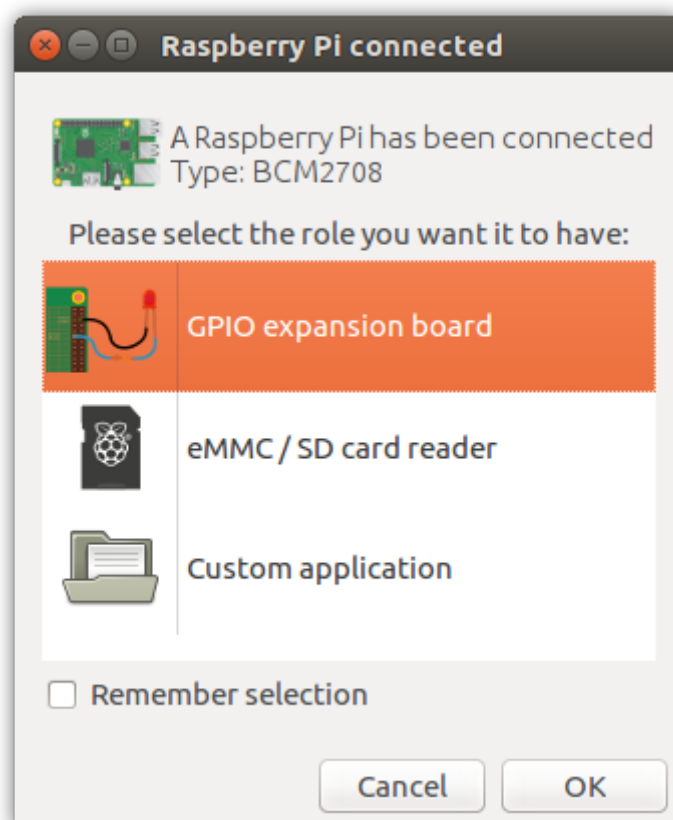 Raspberry Pi connected
A Raspberry Pi has been connected
Type: BCM2708
Please select the role you want it to have:
GPIO expansion board
eMMC / SD card reader
Custom application
Remember selection
Cancel
OK